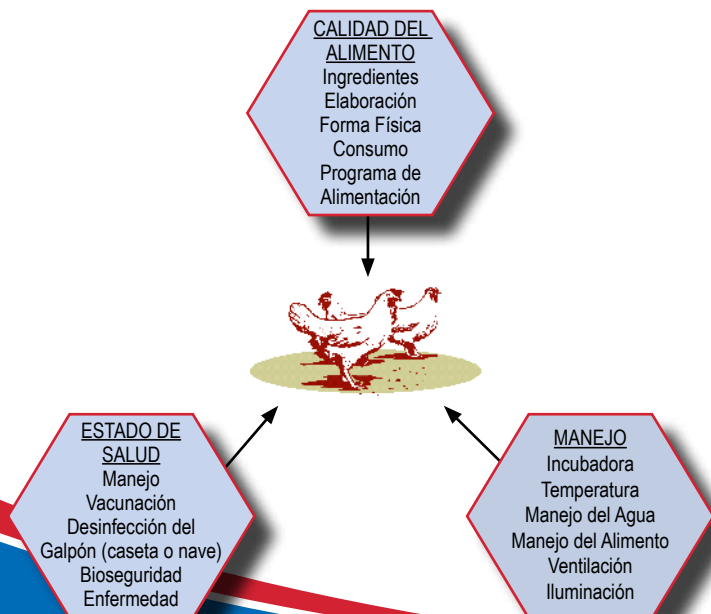 CALIDAD DEL
ALIMENTO
Ingredientes
Elaboración
Forma Física
Consumo
Programa de
Alimentación
ESTADO DE
SALUD
Manejo
Vacunación
Desinfección del
Galpón (caseta o nave)
Bioseguridad
Enfermedad
MANEJO
Incubadora
Temperatura
Manejo del Agua
Manejo del Alimento
Ventilación
Iluminación